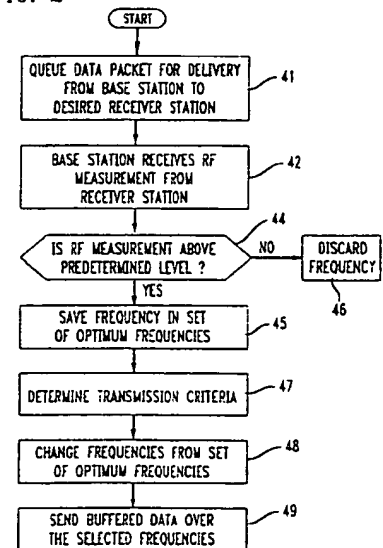 START
QUEUE DATA PACKET FOR DELIVERY
FROM BASE STATION TO
DESIRED RECEIVER STATION
41
BASE STATION RECEIVES RF
MEASUREMENT FROM
RECEIVER STATION
42
44
IS RF MEASUREMENT ABOVE
PREDETERMINED LEVEL ?
NO
DISCARD
FREQUENCY
46
YES
SAVE FREQUENCY IN SET
OF OPTIMUM FREQUENCIES
45
DETERMINE TRANSMISSION CRITERIA
47
CHANGE FREQUENCIES FROM SET
OF OPTIMUM FREQUENCIES
48
SEND BUFFERED DATA OVER
THE SELECTED FREQUENCIES
49